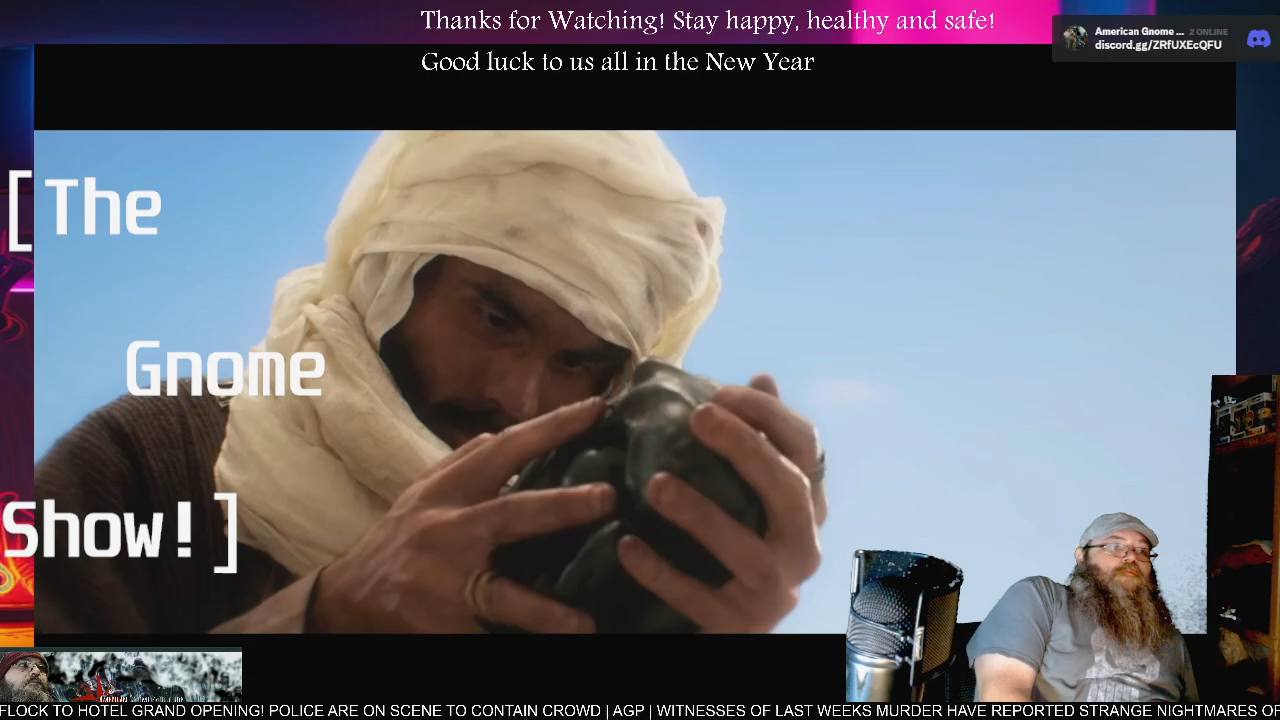 Thanks for Watching! Stay happy, healthy and safe!
Good luck to us all in the New Year
American Gnome ... 2 ONLINE
discord.gg/ZRfUXEcQFU
[ The
Gnome
Show! ]
FLOCK TO HOTEL GRAND OPENING! POLICE ARE ON SCENE TO CONTAIN CROWD | AGP | WITNESSES OF LAST WEEKS MURDER HAVE REPORTED STRANGE NIGHTMARES OF